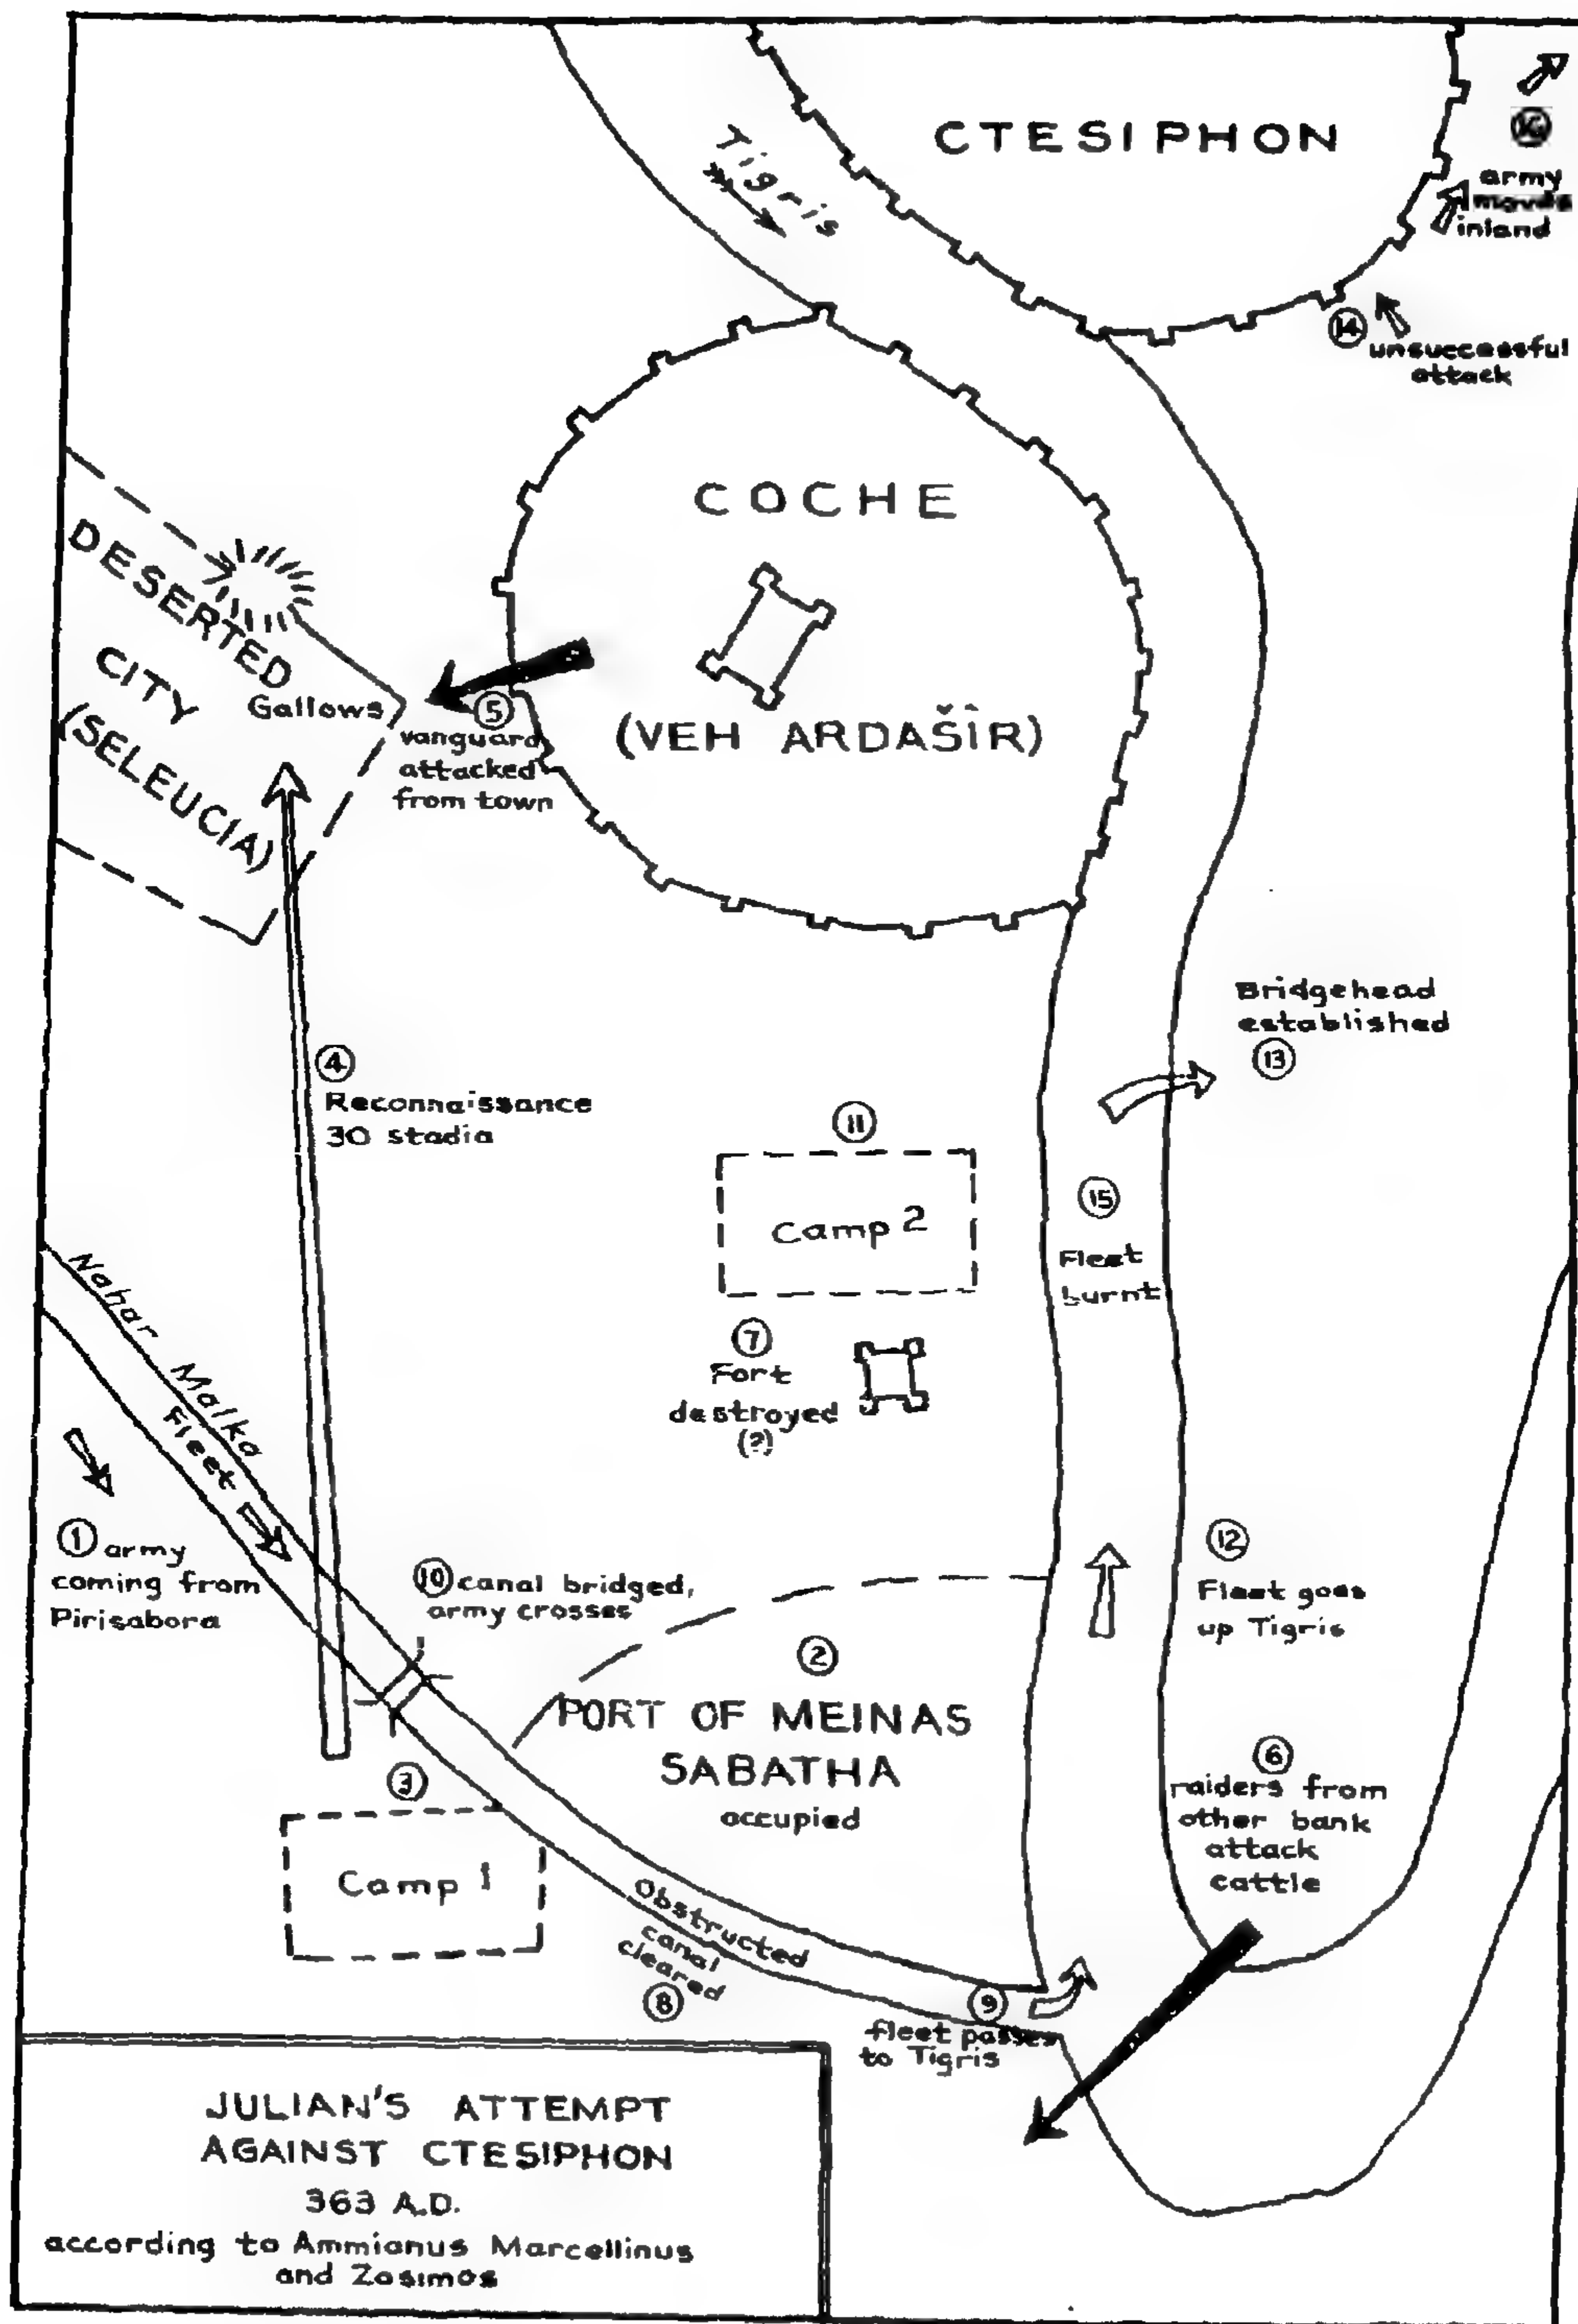 CTESIPHON
Tigris
16
army
moves
inland
14
unsuccessful
attack
COCHE
(VEH ARDAŠÎR)
DESERTED
CITY
(SELEUCIA)
Gallows
5
vanguard
attacked
from town
Bridgehead
established
13
4
Reconnaissance
30 stadia
11
Camp 2
15
Fleet
burnt
7
Fort
destroyed
(?)
Nahar Malka
Fleet
1 army
coming from
Pirisabora
10 canal bridged,
army crosses
12
Fleet goes
up Tigris
2
PORT OF MEINAS
SABATHA
occupied
3
Camp 1
6
raiders from
other bank
attack
cattle
Obstructed
canal
cleared
8
9
fleet passes
to Tigris
JULIAN'S ATTEMPT
AGAINST CTESIPHON
363 A.D.
according to Ammianus Marcellinus
and Zosimos